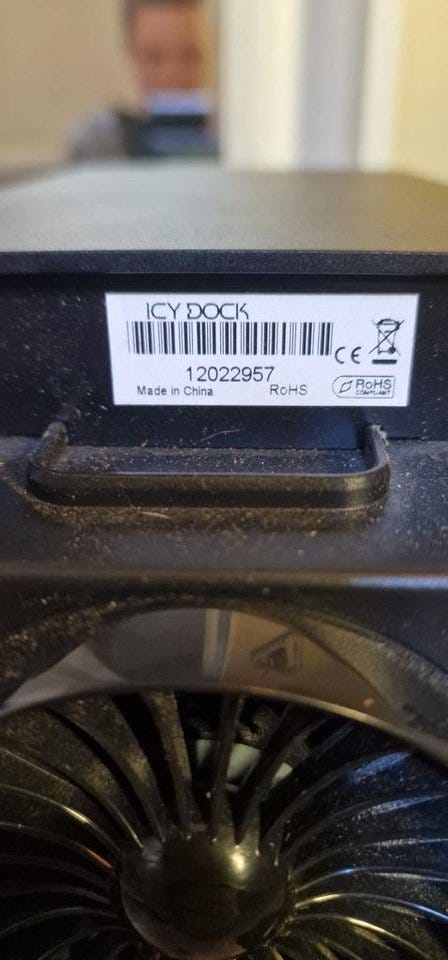 ICY DOCK
CE
12022957
Made in China RoHS
RoHS
COMPLIANT